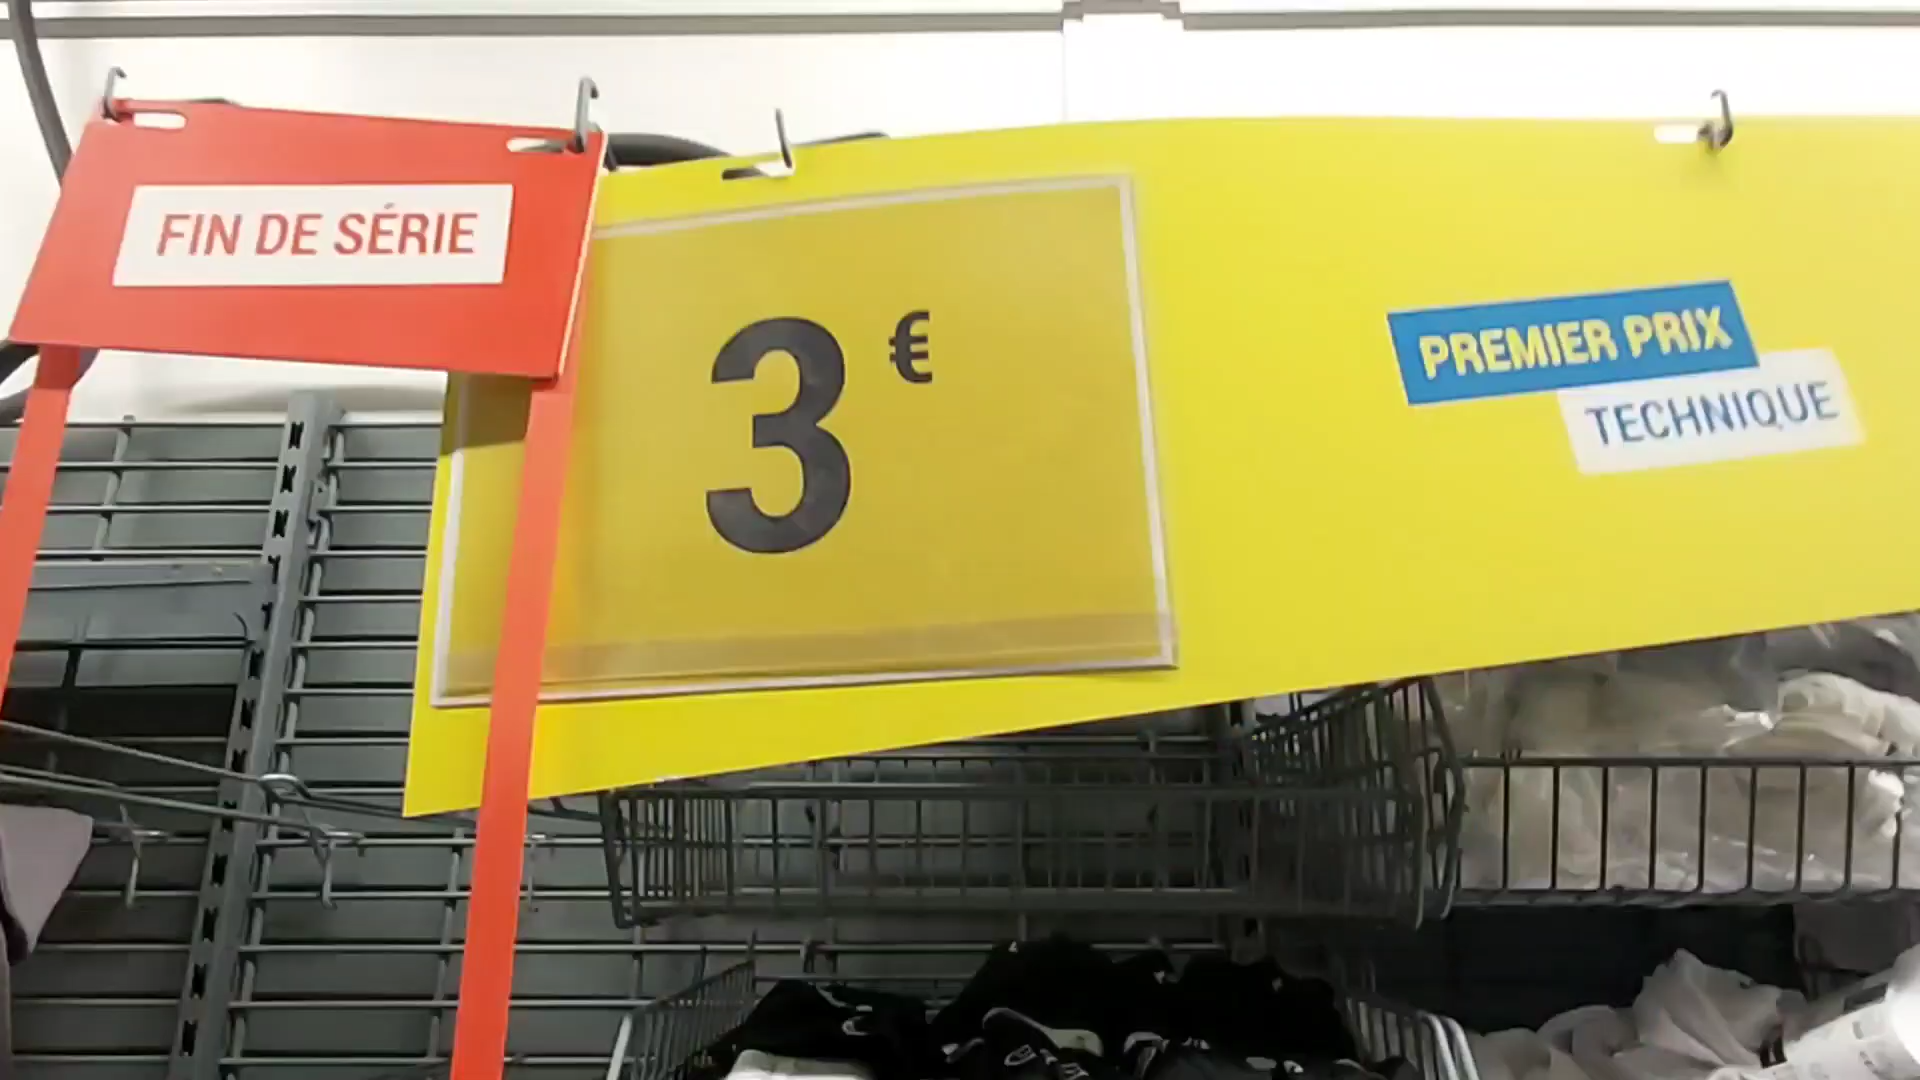 FIN DE SÉRIE
3 €
PREMIER PRIX
TECHNIQUE